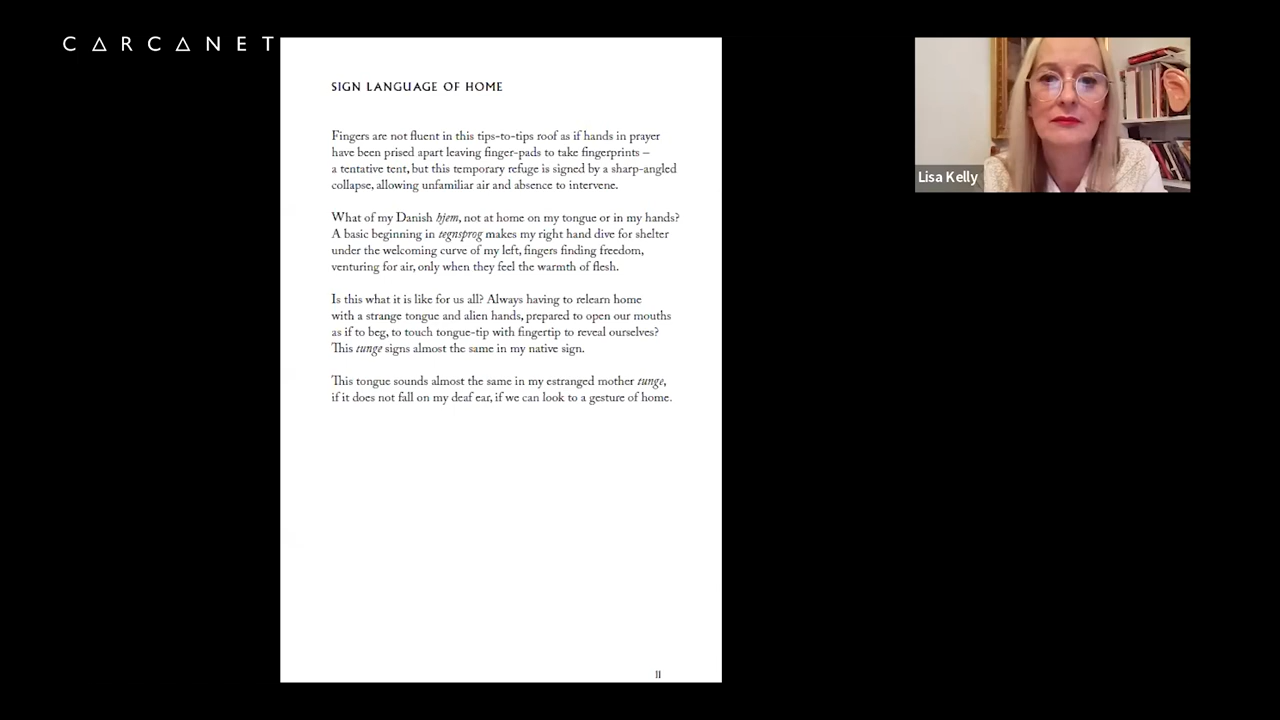 CARCANET
SIGN LANGUAGE OF HOME
Fingers are not fluent in this tips-to-tips roof as if hands in prayer
have been prised apart leaving finger-pads to take fingerprints –
a tentative tent, but this temporary refuge is signed by a sharp-angled
collapse, allowing unfamiliar air and absence to intervene.
What of my Danish hjem, not at home on my tongue or in my hands?
A basic beginning in tegnsprog makes my right hand dive for shelter
under the welcoming curve of my left, fingers finding freedom,
venturing for air, only when they feel the warmth of flesh.
Is this what it is like for us all? Always having to relearn home
with a strange tongue and alien hands, prepared to open our mouths
as if to beg, to touch tongue-tip with fingertip to reveal ourselves?
This tunge signs almost the same in my native sign.
This tongue sounds almost the same in my estranged mother tunge,
if it does not fall on my deaf ear, if we can look to a gesture of home.
11
Lisa Kelly